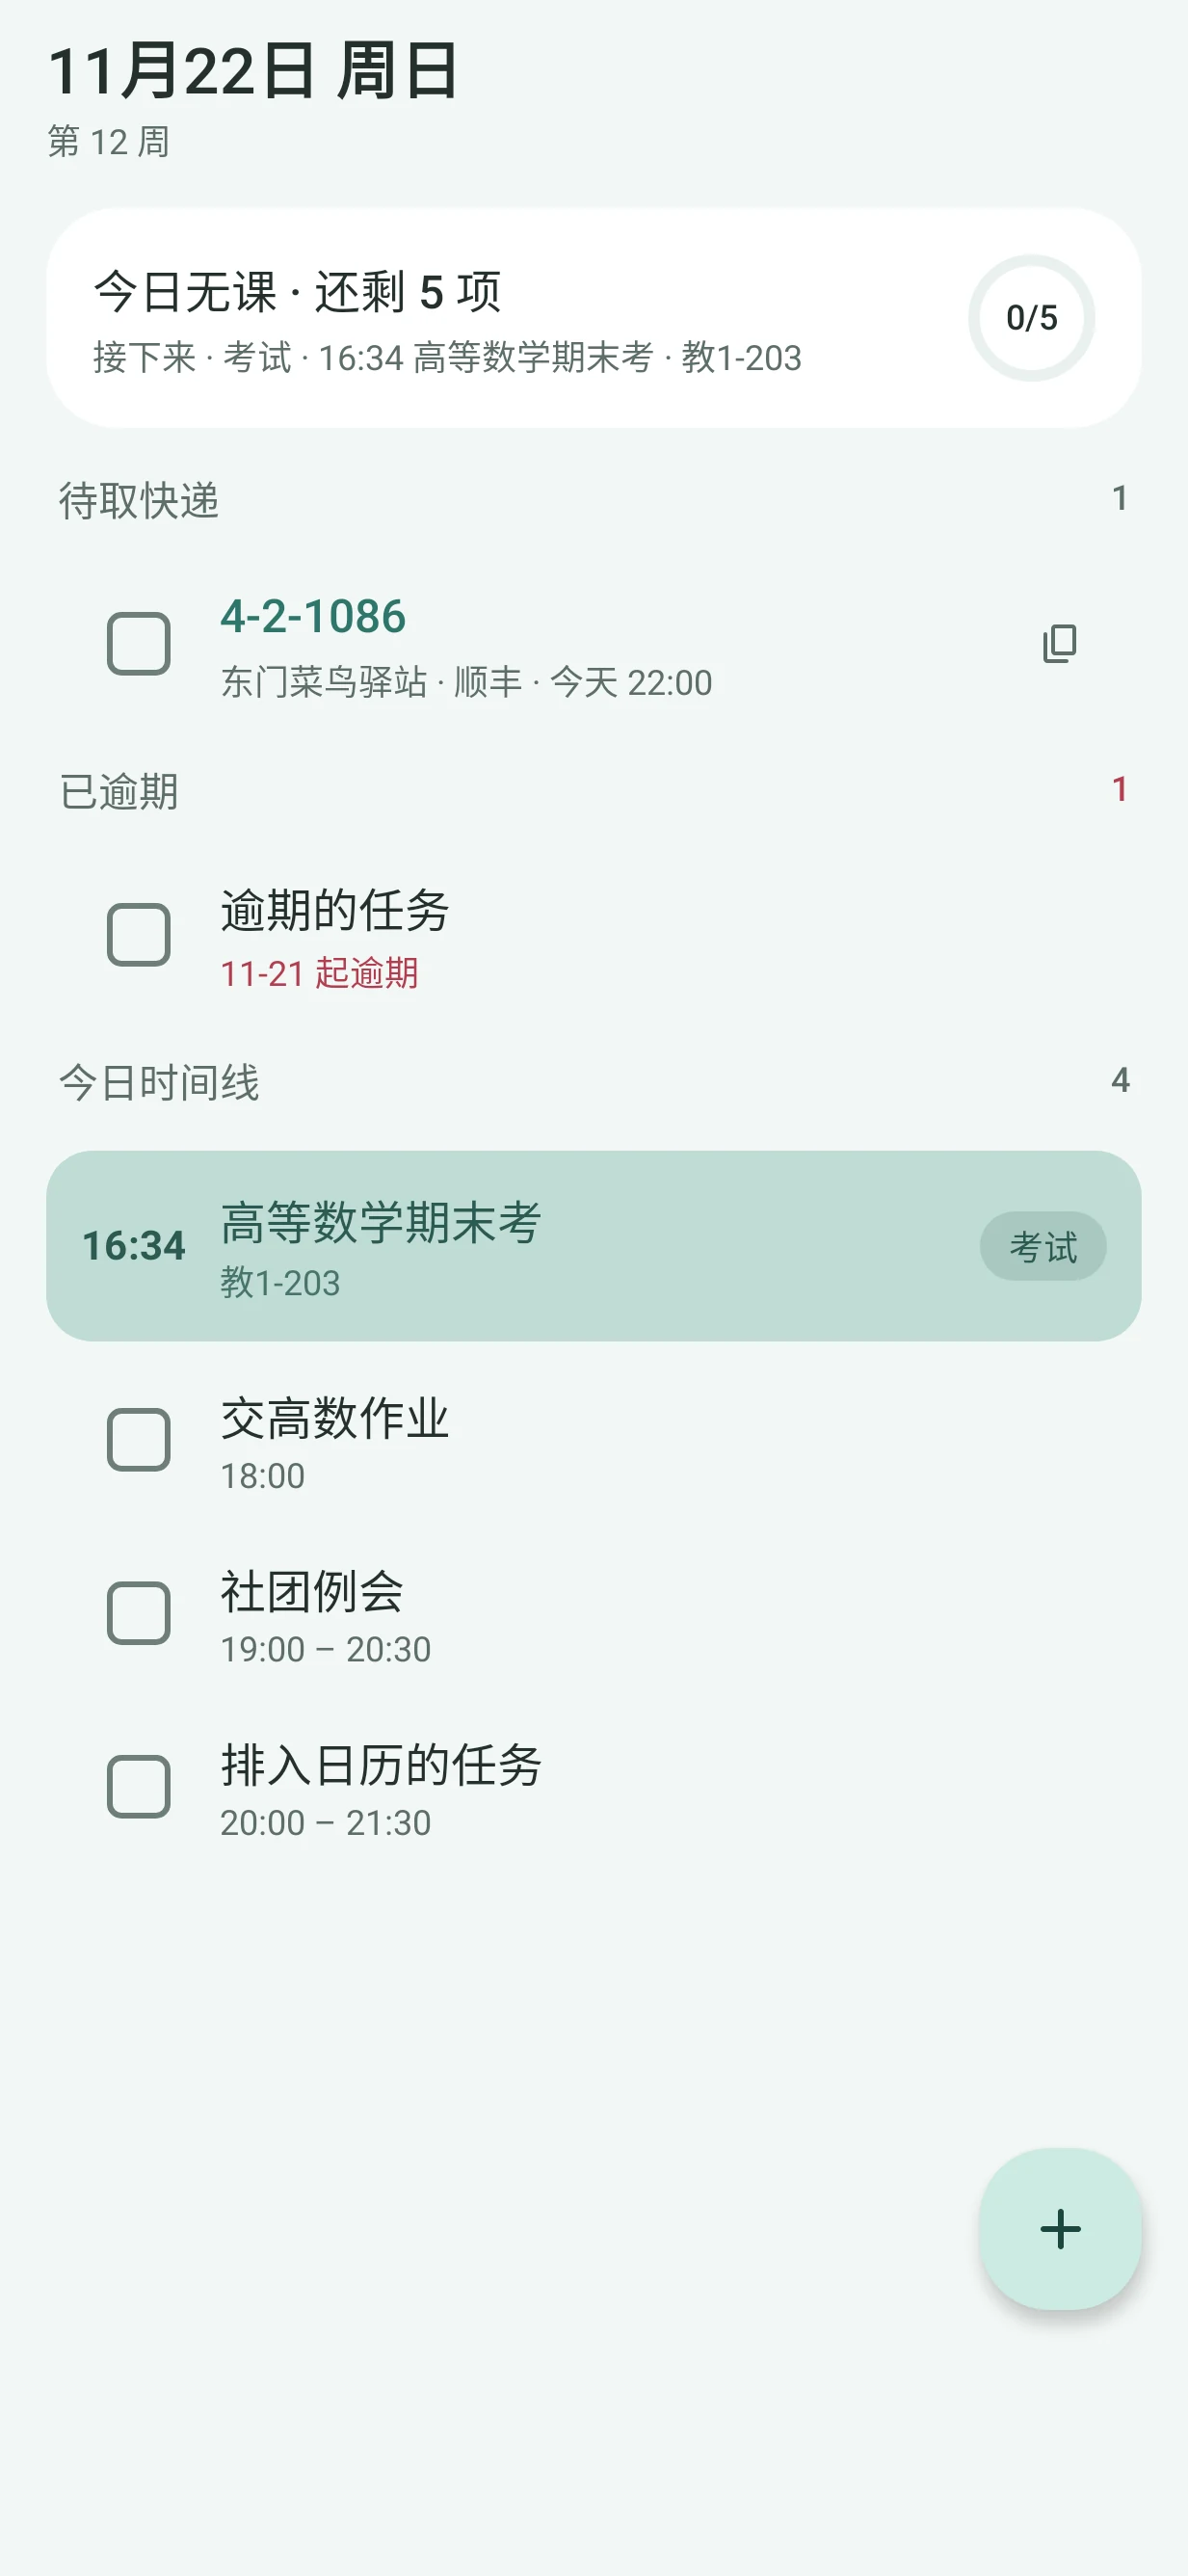 11月22日 周日
第 12 周
今日无课 · 还剩 5 项
接下来 · 考试 · 16:34 高等数学期末考 · 教1-203
0/5
待取快递
1
4-2-1086
东门菜鸟驿站 · 顺丰 · 今天 22:00
已逾期
1
逾期的任务
11-21 起逾期
今日时间线
4
16:34
高等数学期末考
教1-203
考试
交高数作业
18:00
社团例会
19:00 – 20:30
排入日历的任务
20:00 – 21:30